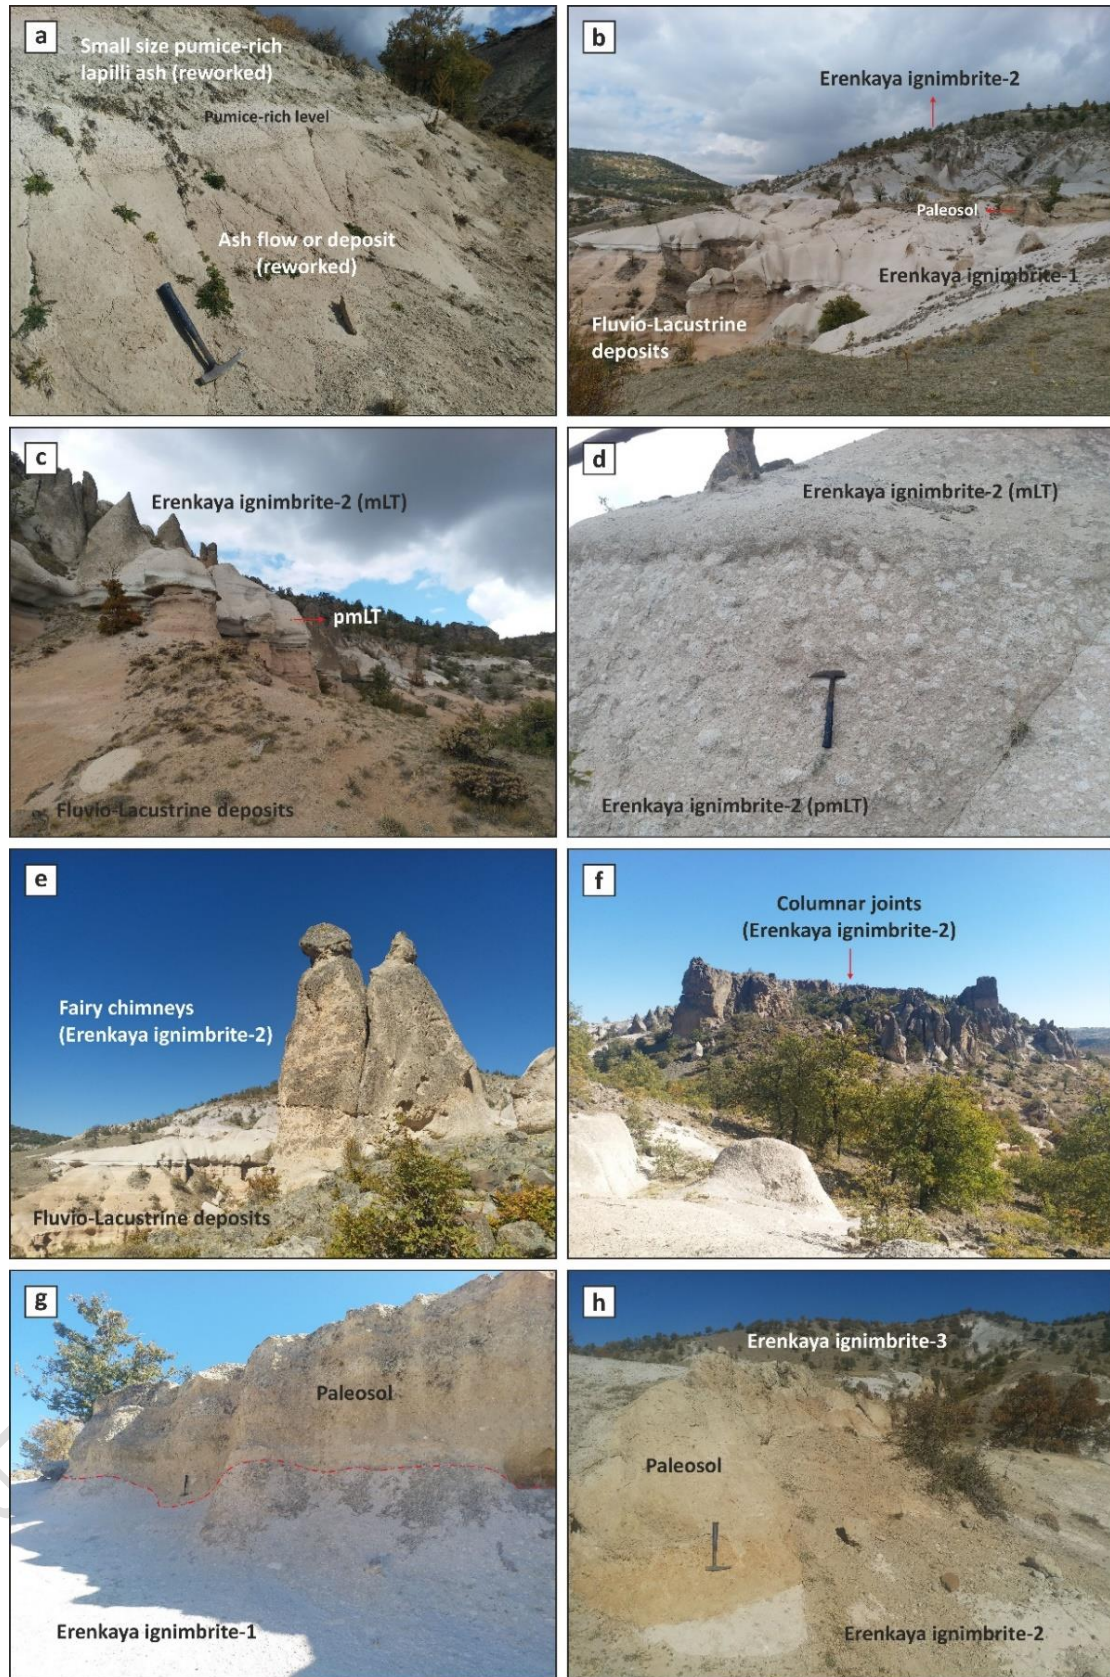 a
Small size pumice-rich
lapilli ash (reworked)
Pumice-rich level
Ash flow or deposit
(reworked)
b
Erenkaya ignimbrite-2
Paleosol
Erenkaya ignimbrite-1
Fluvio-Lacustrine
deposits
c
Erenkaya ignimbrite-2 (mLT)
pmLT
Fluvio-Lacustrine deposits
d
Erenkaya ignimbrite-2 (mLT)
Erenkaya ignimbrite-2 (pmLT)
e
Fairy chimneys
(Erenkaya ignimbrite-2)
Fluvio-Lacustrine deposits
f
Columnar joints
(Erenkaya ignimbrite-2)
g
Paleosol
Erenkaya ignimbrite-1
h
Erenkaya ignimbrite-3
Paleosol
Erenkaya ignimbrite-2